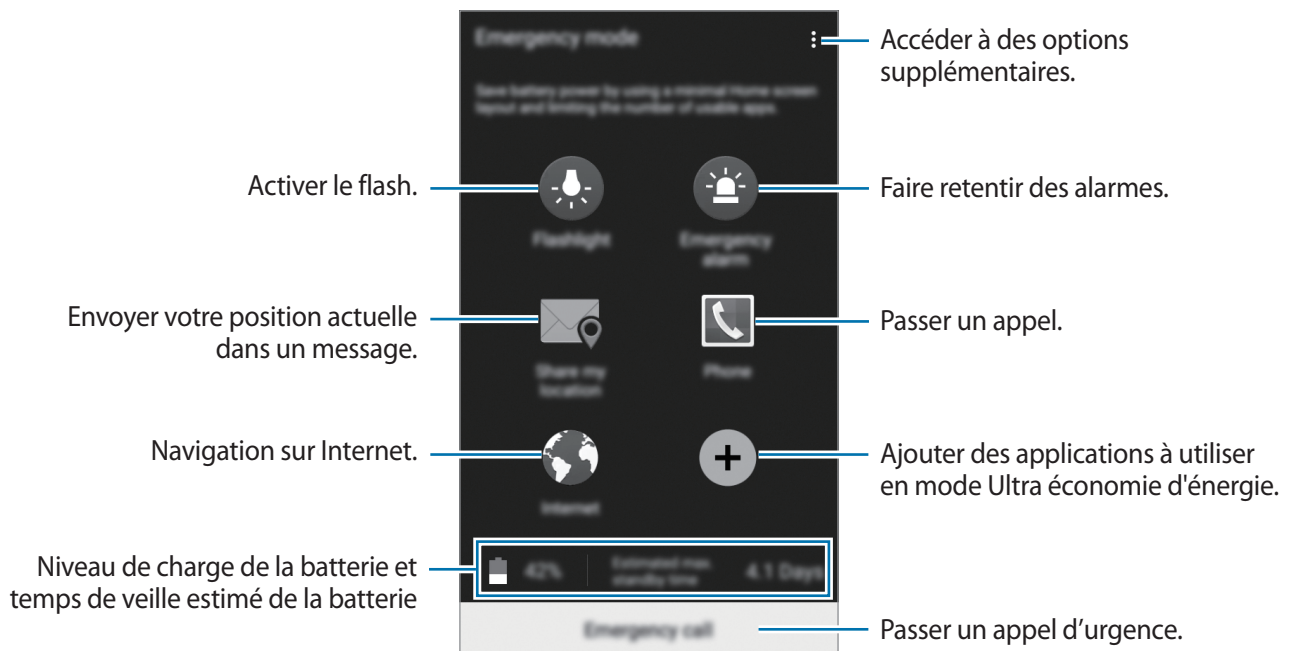 Emergency mode
Accéder à des options
supplémentaires.
Save battery power by using a minimal Home screen
layout and limiting the number of usable apps.
Activer le flash.
Faire retentir des alarmes.
Flashlight
Emergency
alarm
Envoyer votre position actuelle
dans un message.
Passer un appel.
Share my
location
Phone
Navigation sur Internet.
Ajouter des applications à utiliser
en mode Ultra économie d'énergie.
Internet
Niveau de charge de la batterie et
temps de veille estimé de la batterie
42%
Estimated max.
standby time
4.1 Days
Emergency call
Passer un appel d’urgence.